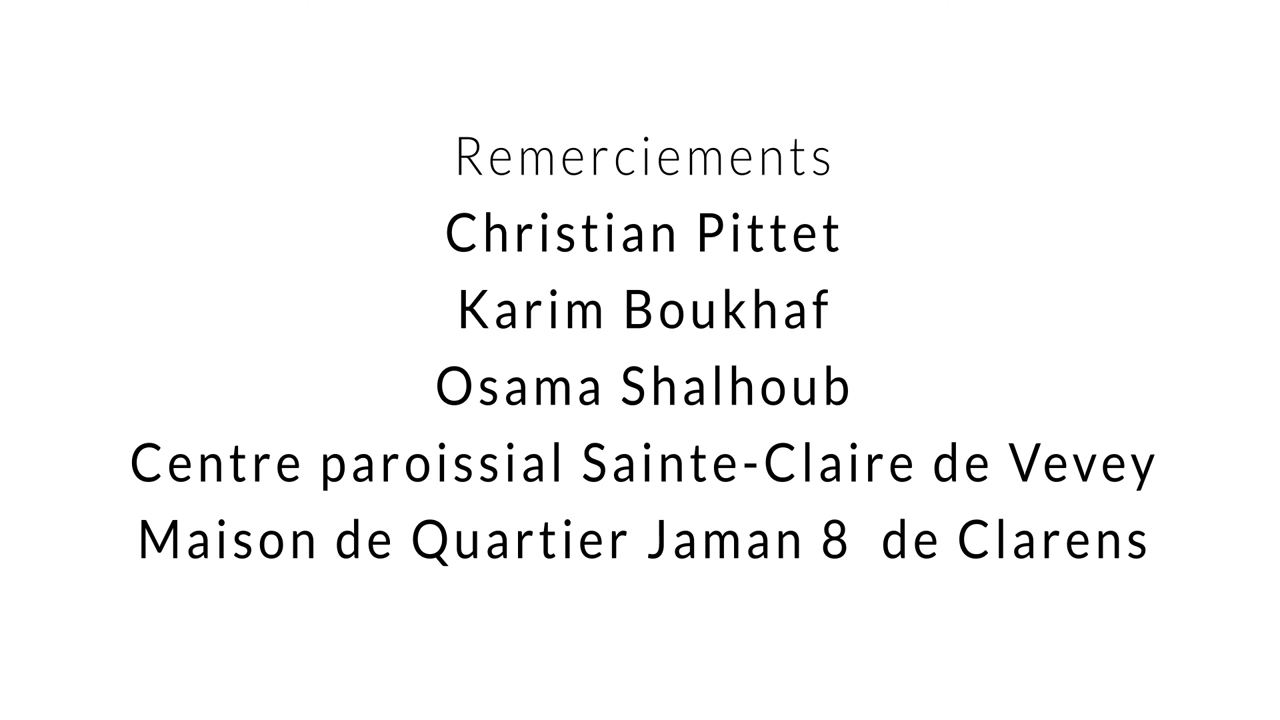 Remerciements
Christian Pittet
Karim Boukhaf
Osama Shalhoub
Centre paroissial Sainte-Claire de Vevey
Maison de Quartier Jaman 8  de Clarens